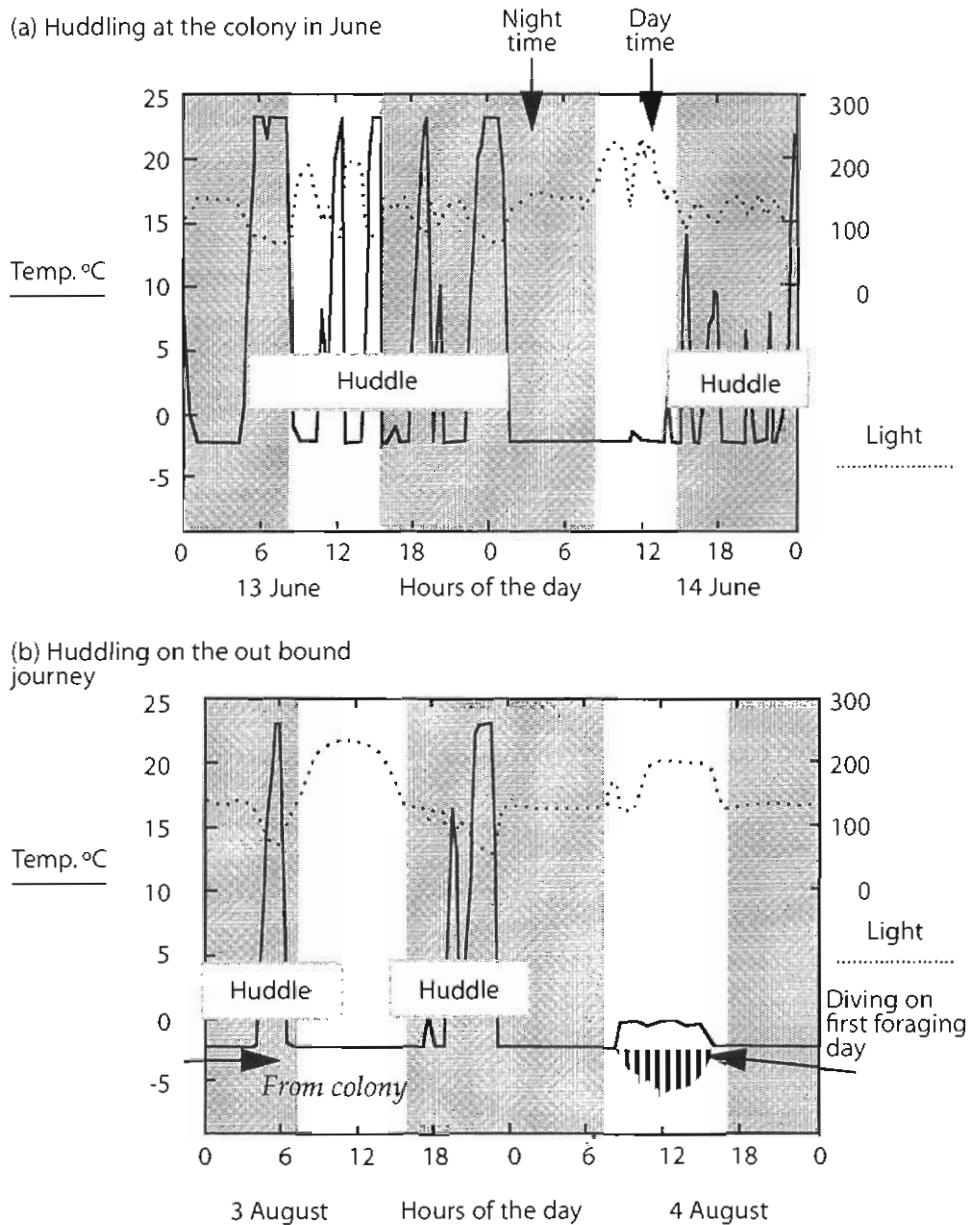 (a) Huddling at the colony in June
Night
time
Day
time
25
20
15
10
5
0
-5
Temp. ºC
300
200
100
0
Huddle
Huddle
Light
0
6
12
18
0
6
12
18
0
13 June
Hours of the day
14 June
(b) Huddling on the out bound
journey
25
20
15
10
5
0
-5
Temp. ºC
300
200
100
0
Light
Huddle
Huddle
Diving on
first foraging
day
From colony
0
6
12
18
0
6
12
18
0
3 August
Hours of the day
4 August